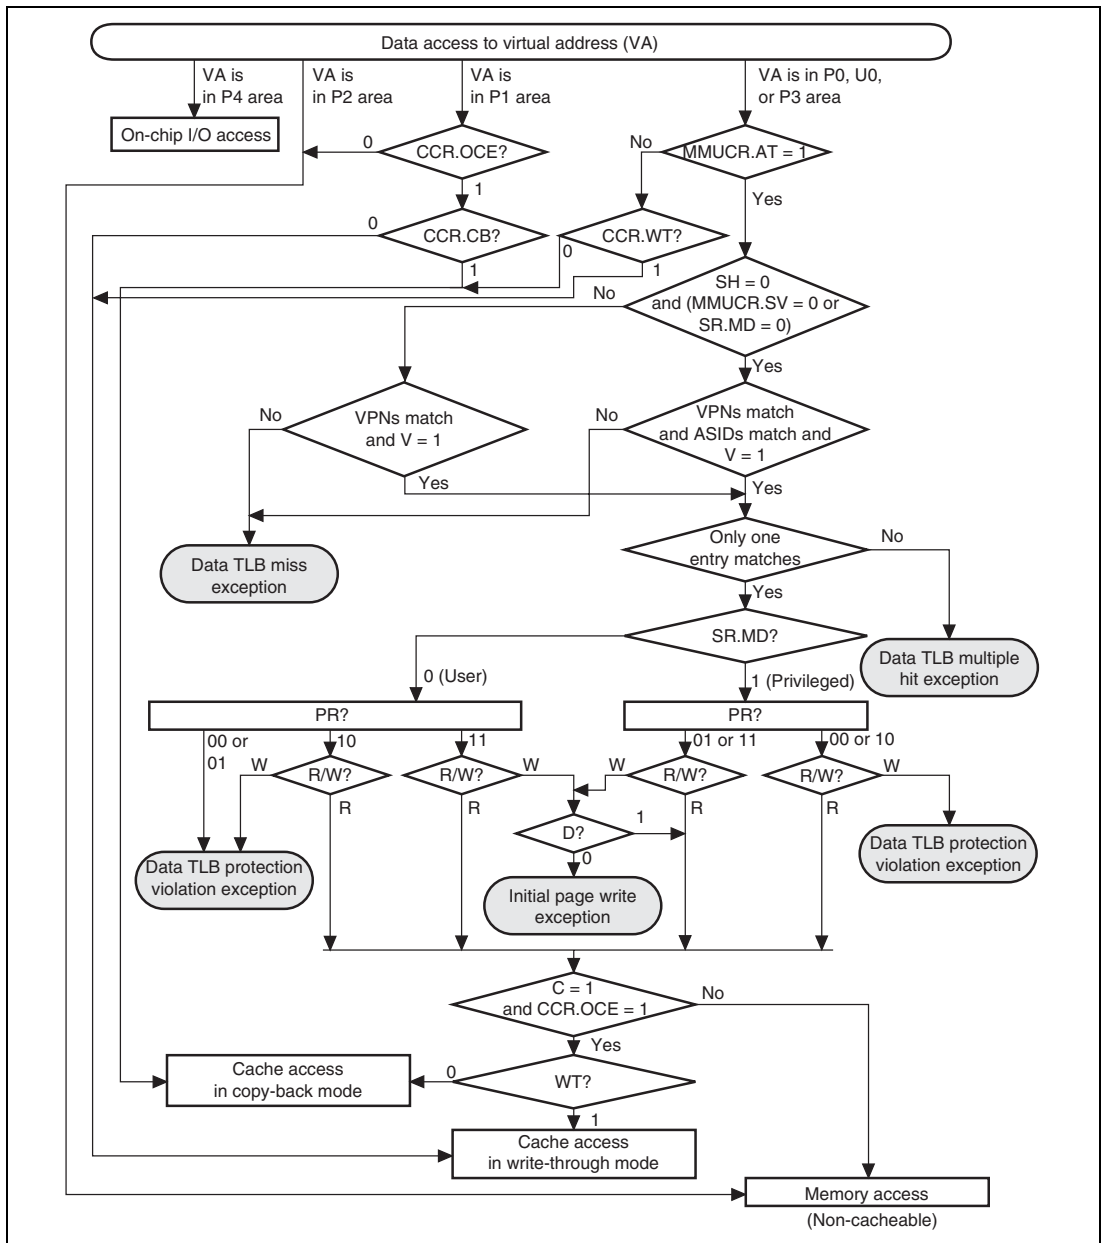 Data access to virtual address (VA)
VA is
in P4 area
VA is
in P2 area
VA is
in P1 area
VA is in P0, U0,
or P3 area
On-chip I/O access
0
CCR.OCE?
No
MMUCR.AT = 1
1
Yes
0
CCR.CB?
CCR.WT?
0
1
1
SH = 0
and (MMUCR.SV = 0 or
SR.MD = 0)
No
Yes
No
VPNs match
and V = 1
No
VPNs match
and ASIDs match and
V = 1
Yes
Yes
Only one
entry matches
No
Data TLB miss
exception
Yes
SR.MD?
Data TLB multiple
hit exception
0 (User)
1 (Privileged)
PR?
PR?
00 or
01
10
11
01 or 11
00 or 10
W
R/W?
R/W?
W
W
R/W?
R/W?
W
R
R
R
R
D?
1
0
Data TLB protection
violation exception
Data TLB protection
violation exception
Initial page write
exception
C = 1
and CCR.OCE = 1
No
Yes
Cache access
in copy-back mode
0
WT?
1
Cache access
in write-through mode
Memory access
(Non-cacheable)